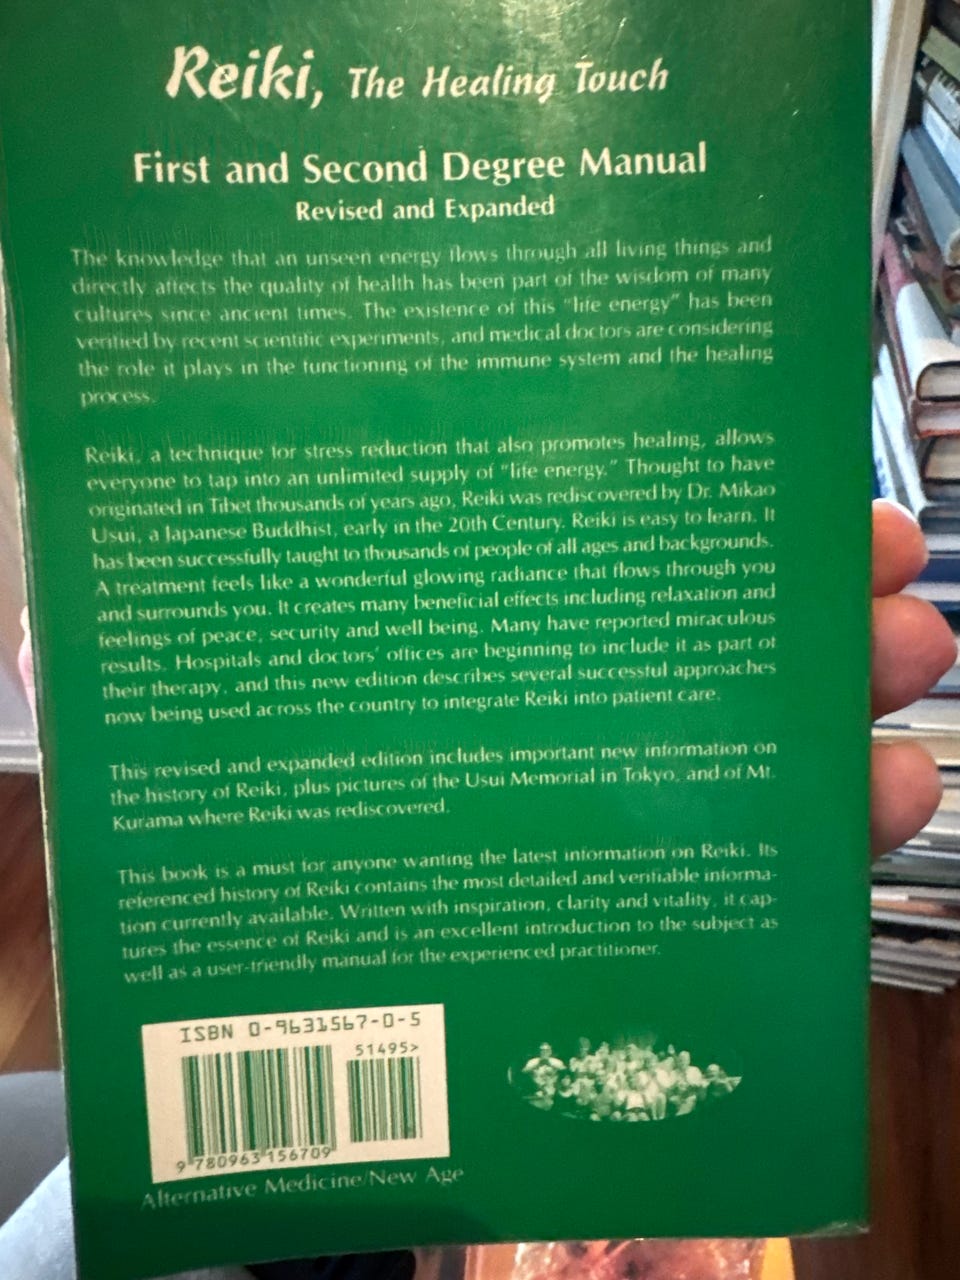 Reiki, The Healing Touch
First and Second Degree Manual
Revised and Expanded
The knowledge that an unseen energy flows through all living things and
directly affects the quality of health has been part of the wisdom of many
cultures since ancient times. The existence of this "life energy" has been
verified by recent scientific experiments, and medical doctors are considering
the role it plays in the functioning of the immune system and the healing
process.
Reiki, a technique for stress reduction that also promotes healing, allows
everyone to tap into an unlimited supply of "life energy." Thought to have
originated in Tibet thousands of years ago, Reiki was rediscovered by Dr. Mikao
Usui, a Japanese Buddhist, early in the 20th Century. Reiki is easy to learn. It
has been successfully taught to thousands of people of all ages and backgrounds.
A treatment feels like a wonderful glowing radiance that flows through you
and surrounds you. It creates many beneficial effects including relaxation and
feelings of peace, security and well being. Many have reported miraculous
results. Hospitals and doctors' offices are beginning to include it as part of
their therapy, and this new edition describes several successful approaches
now being used across the country to integrate Reiki into patient care.
This revised and expanded edition includes important new information on
the history of Reiki, plus pictures of the Usui Memorial in Tokyo, and of Mt.
Kurama where Reiki was rediscovered.
This book is a must for anyone wanting the latest information on Reiki. Its
referenced history of Reiki contains the most detailed and verifiable informa-
tion currently available. Written with inspiration, clarity and vitality, it cap-
tures the essence of Reiki and is an excellent introduction to the subject as
well as a user-friendly manual for the experienced practitioner.
ISBN 0-9631567-0-5
51495>
9 780963 156709
Alternative Medicine/New Age